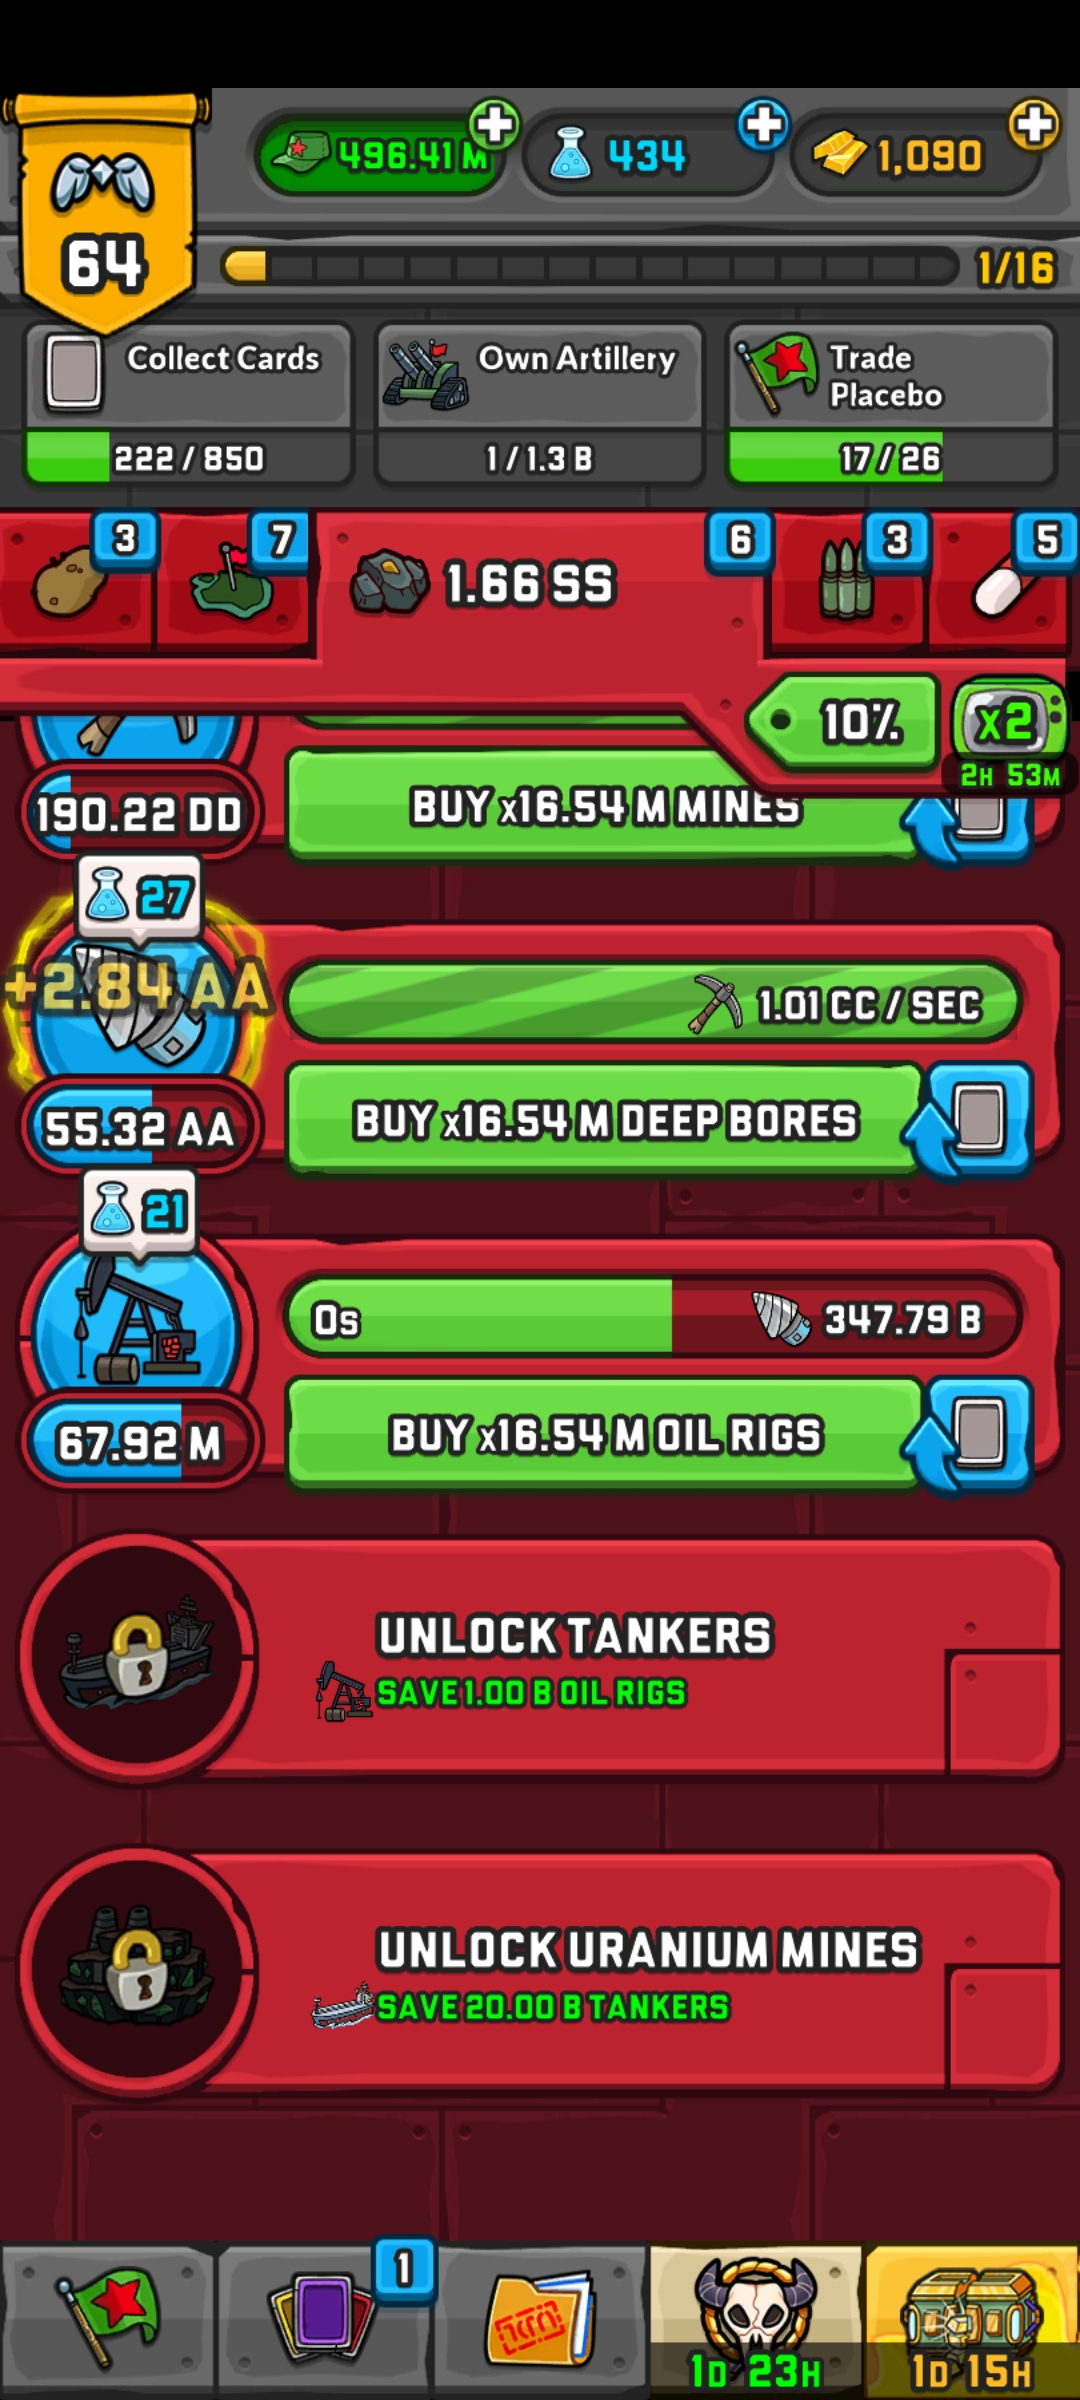 496.41 M
434
1,090
64
1/16
Collect Cards
Own Artillery
Trade
Placebo
222 / 850
1 / 1.3 B
17 / 26
3
7
1.66 SS
6
3
5
10%
x2
2H 53M
190.22 DD
BUY x16.54 M MINES
27
+2.84 AA
1.01 CC / SEC
55.32 AA
BUY x16.54 M DEEP BORES
21
0s
347.79 B
67.92 M
BUY x16.54 M OIL RIGS
UNLOCK TANKERS
SAVE 1.00 B OIL RIGS
UNLOCK URANIUM MINES
SAVE 20.00 B TANKERS
1
1D 23H
1D 15H